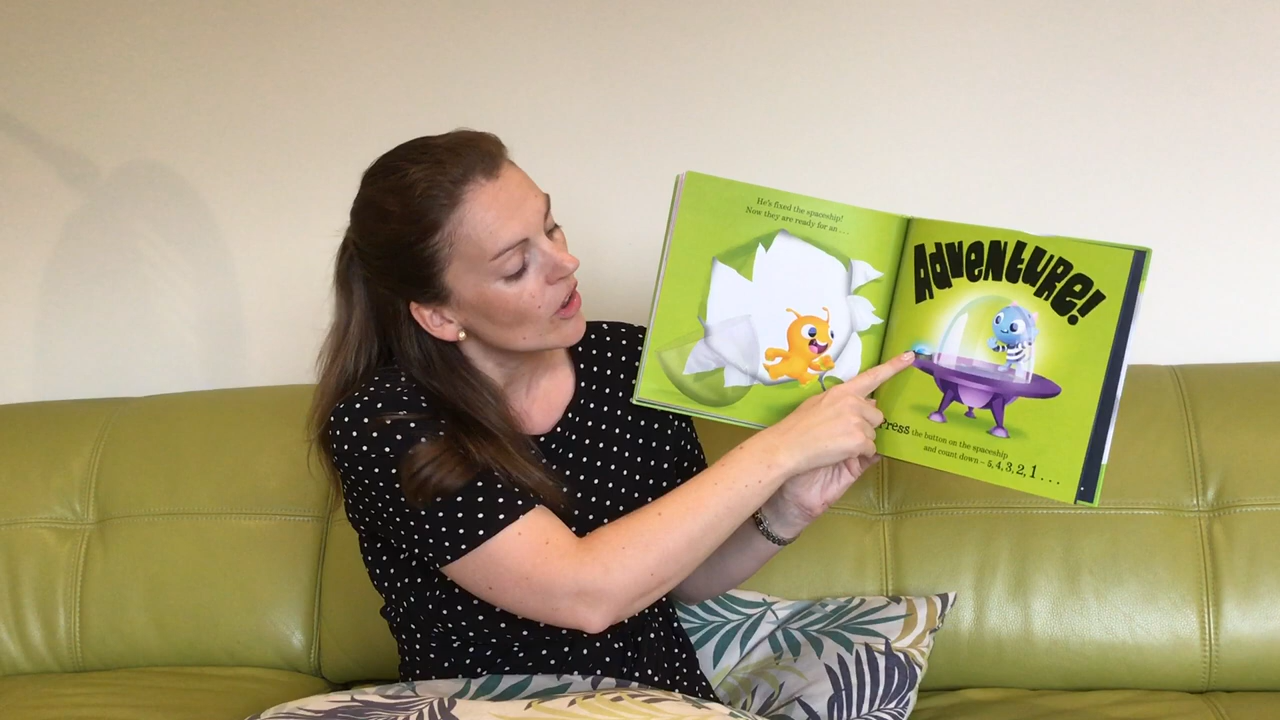 He's fixed the spaceship!
Now they are ready for an . . .
Adventure!
Press the button on the spaceship
and count down – 5, 4, 3, 2, 1 . . .